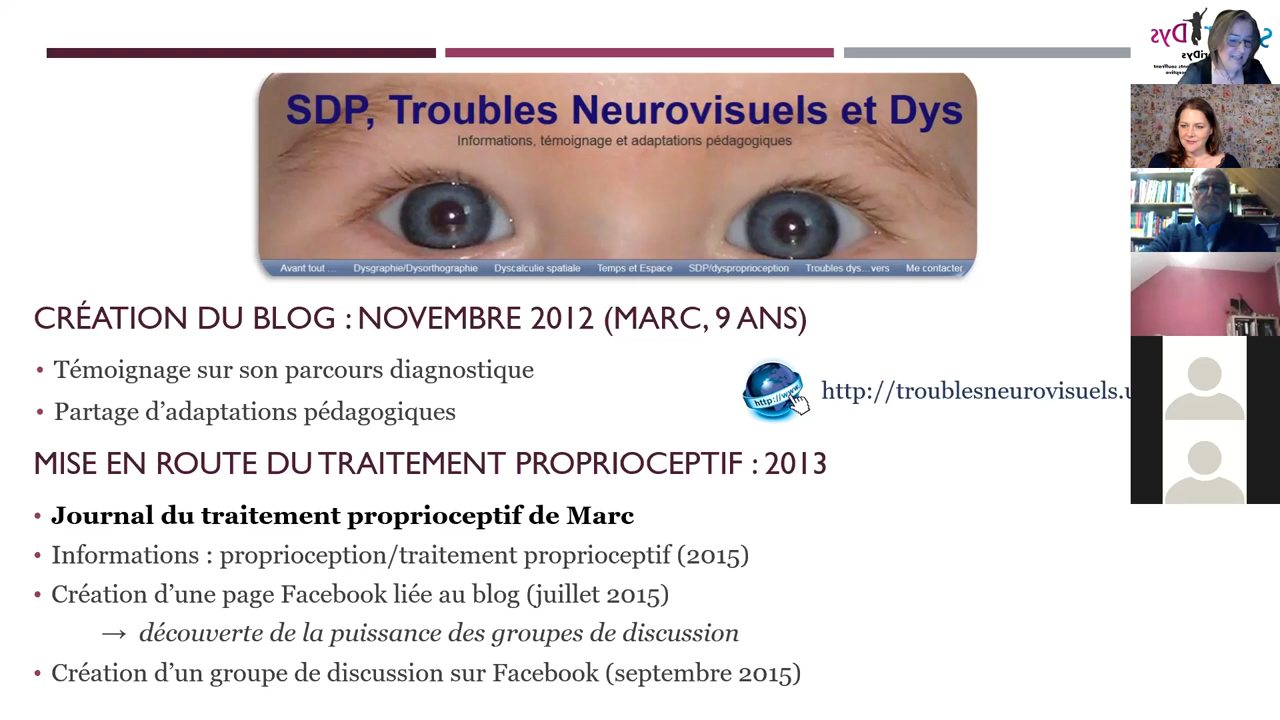 SDP, Troubles Neurovisuels et Dys
Informations, témoignage et adaptations pédagogiques
Avant tout ... Dysgraphie/Dysorthographie Dyscalculie spatiale Temps et Espace SDP/dysproprioception Troubles dys... vers Me contacter
CRÉATION DU BLOG : NOVEMBRE 2012 (MARC, 9 ANS)
• Témoignage sur son parcours diagnostique
• Partage d’adaptations pédagogiques
http://www
http://troublesneurovisuels.u
MISE EN ROUTE DU TRAITEMENT PROPRIOCEPTIF : 2013
• Journal du traitement proprioceptif de Marc
• Informations : proprioception/traitement proprioceptif (2015)
• Création d’une page Facebook liée au blog (juillet 2015)
→ découverte de la puissance des groupes de discussion
• Création d’un groupe de discussion sur Facebook (septembre 2015)
Dys